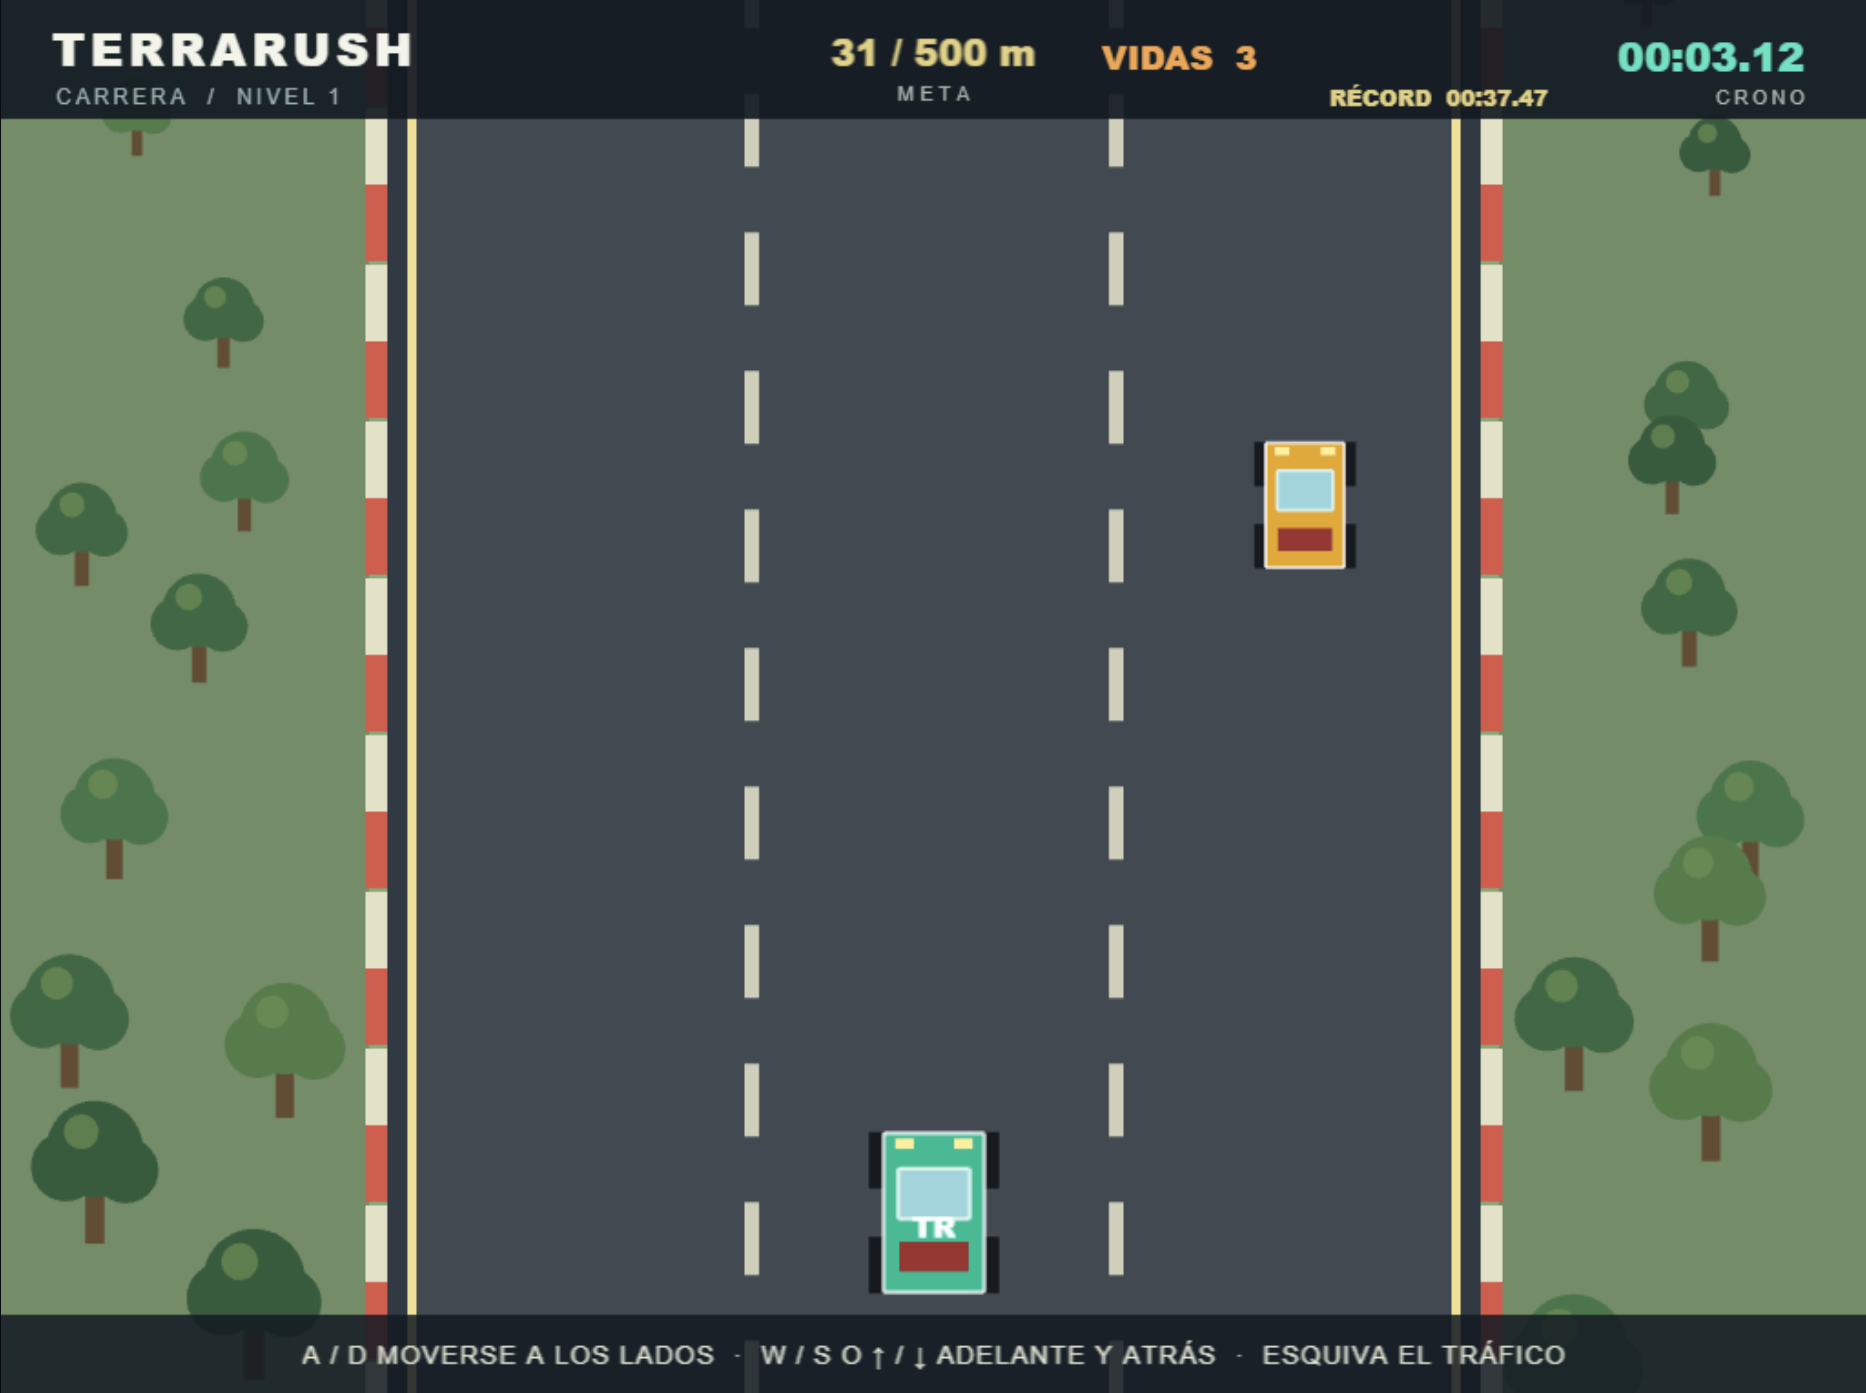 TERRARUSH
CARRERA / NIVEL 1
31 / 500 m
META
VIDAS 3
RÉCORD 00:37.47
00:03.12
CRONO
TR
A / D MOVERSE A LOS LADOS · W / S O ↑ / ↓ ADELANTE Y ATRÁS · ESQUIVA EL TRÁFICO